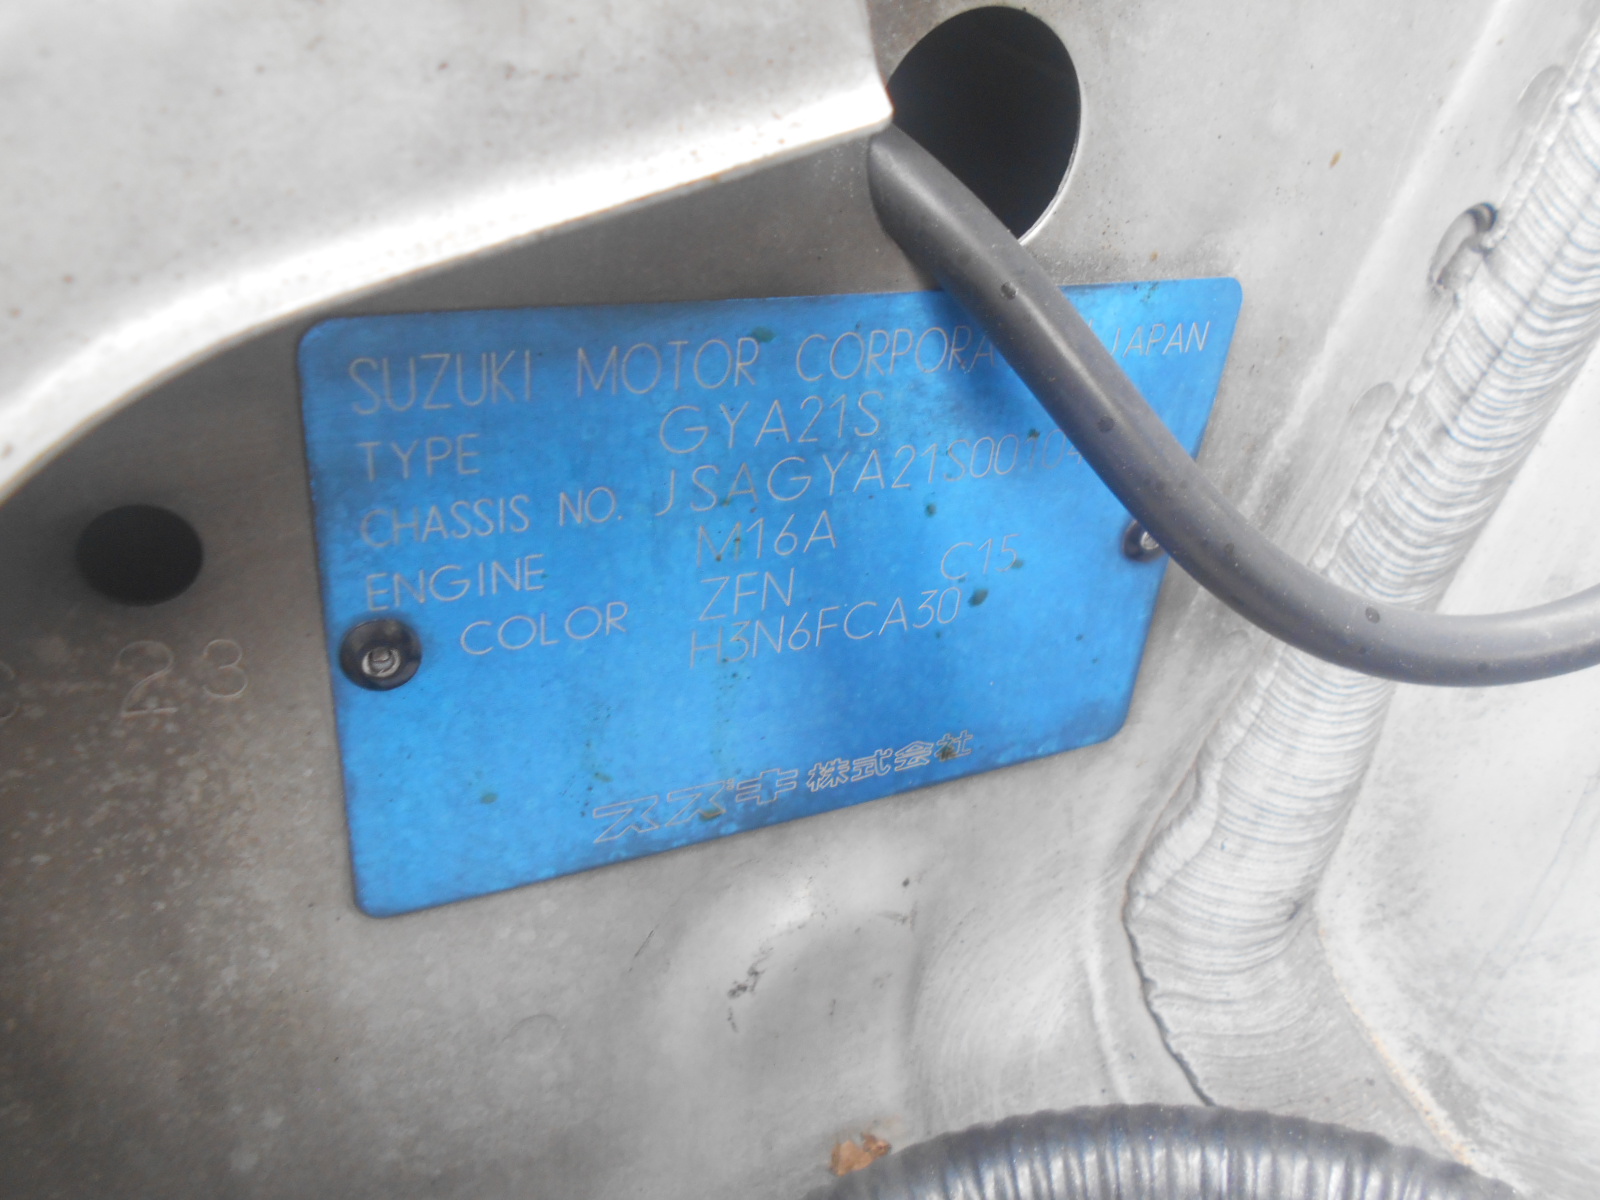 SUZUKI MOTOR CORPORA JAPAN
TYPE GYA21S
CHASSIS NO. JSAGYA21S00104
ENGINE M16A
COLOR ZFN C15
H3N6FCA30
スズキ株式会社
23